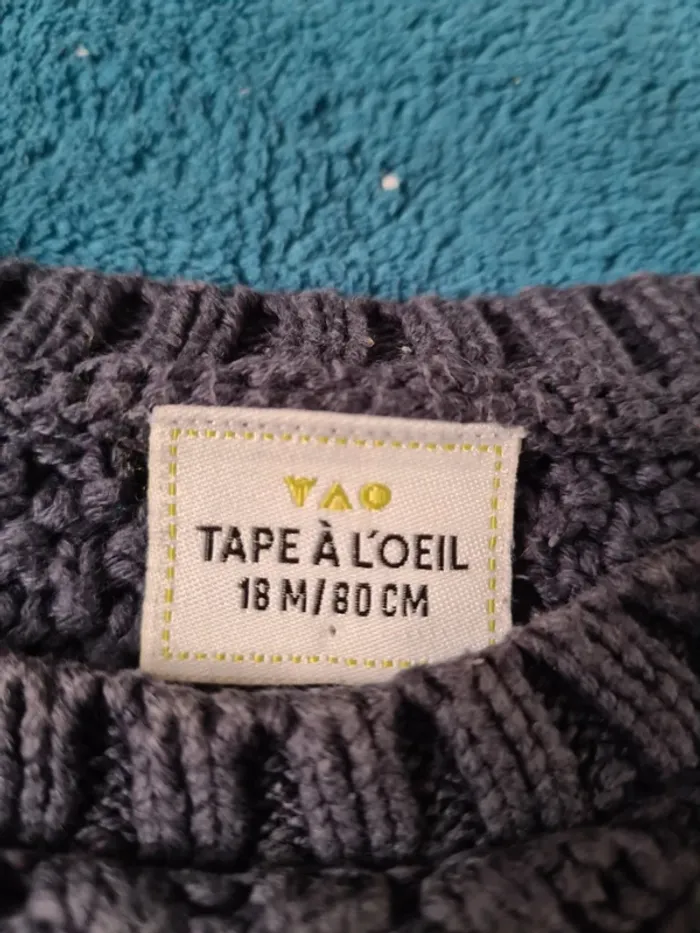 TAO
TAPE À L'OEIL
18 M/80 CM